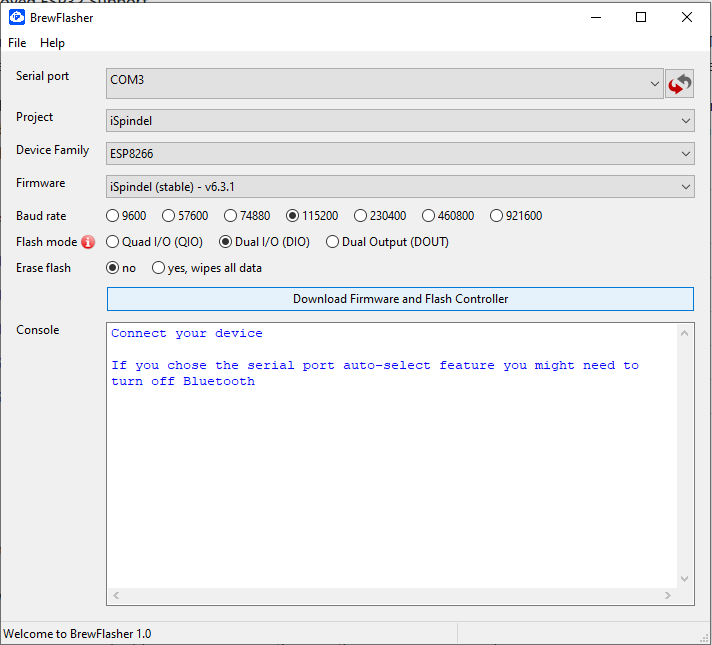 BrewFlasher
File Help
Serial port COM3
Project iSpindel
Device Family ESP8266
Firmware iSpindel (stable) - v6.3.1
Baud rate 9600 57600 74880 115200 230400 460800 921600
Flash mode Quad I/O (QIO) Dual I/O (DIO) Dual Output (DOUT)
Erase flash no yes, wipes all data
Download Firmware and Flash Controller
Console
Connect your device
If you chose the serial port auto-select feature you might need to
turn off Bluetooth
Welcome to BrewFlasher 1.0